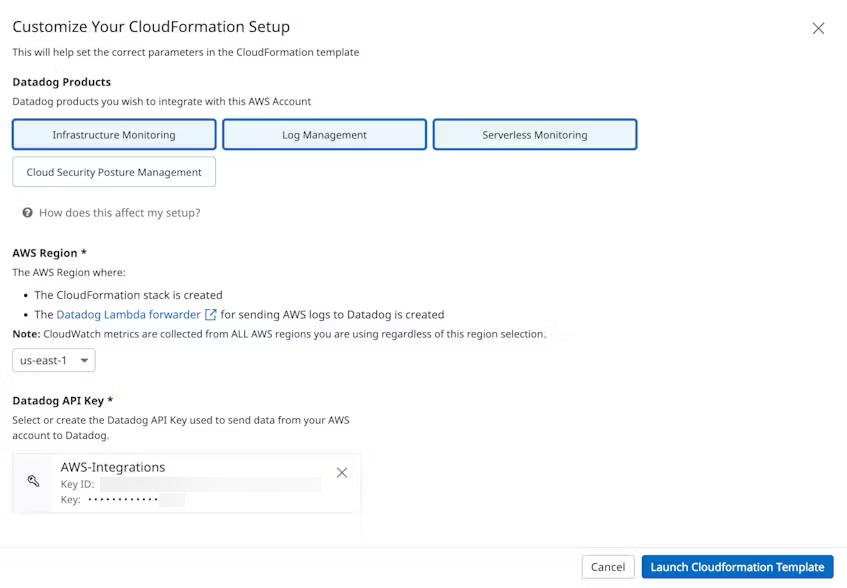 Customize Your CloudFormation Setup
This will help set the correct parameters in the CloudFormation template
Datadog Products
Datadog products you wish to integrate with this AWS Account
Infrastructure Monitoring
Log Management
Serverless Monitoring
Cloud Security Posture Management
How does this affect my setup?
AWS Region *
The AWS Region where:
• The CloudFormation stack is created
• The Datadog Lambda forwarder for sending AWS logs to Datadog is created
Note: CloudWatch metrics are collected from ALL AWS regions you are using regardless of this region selection.
us-east-1
Datadog API Key *
Select or create the Datadog API Key used to send data from your AWS
account to Datadog.
AWS-Integrations
Key ID:
Key: ••••••••••••
Cancel
Launch Cloudformation Template